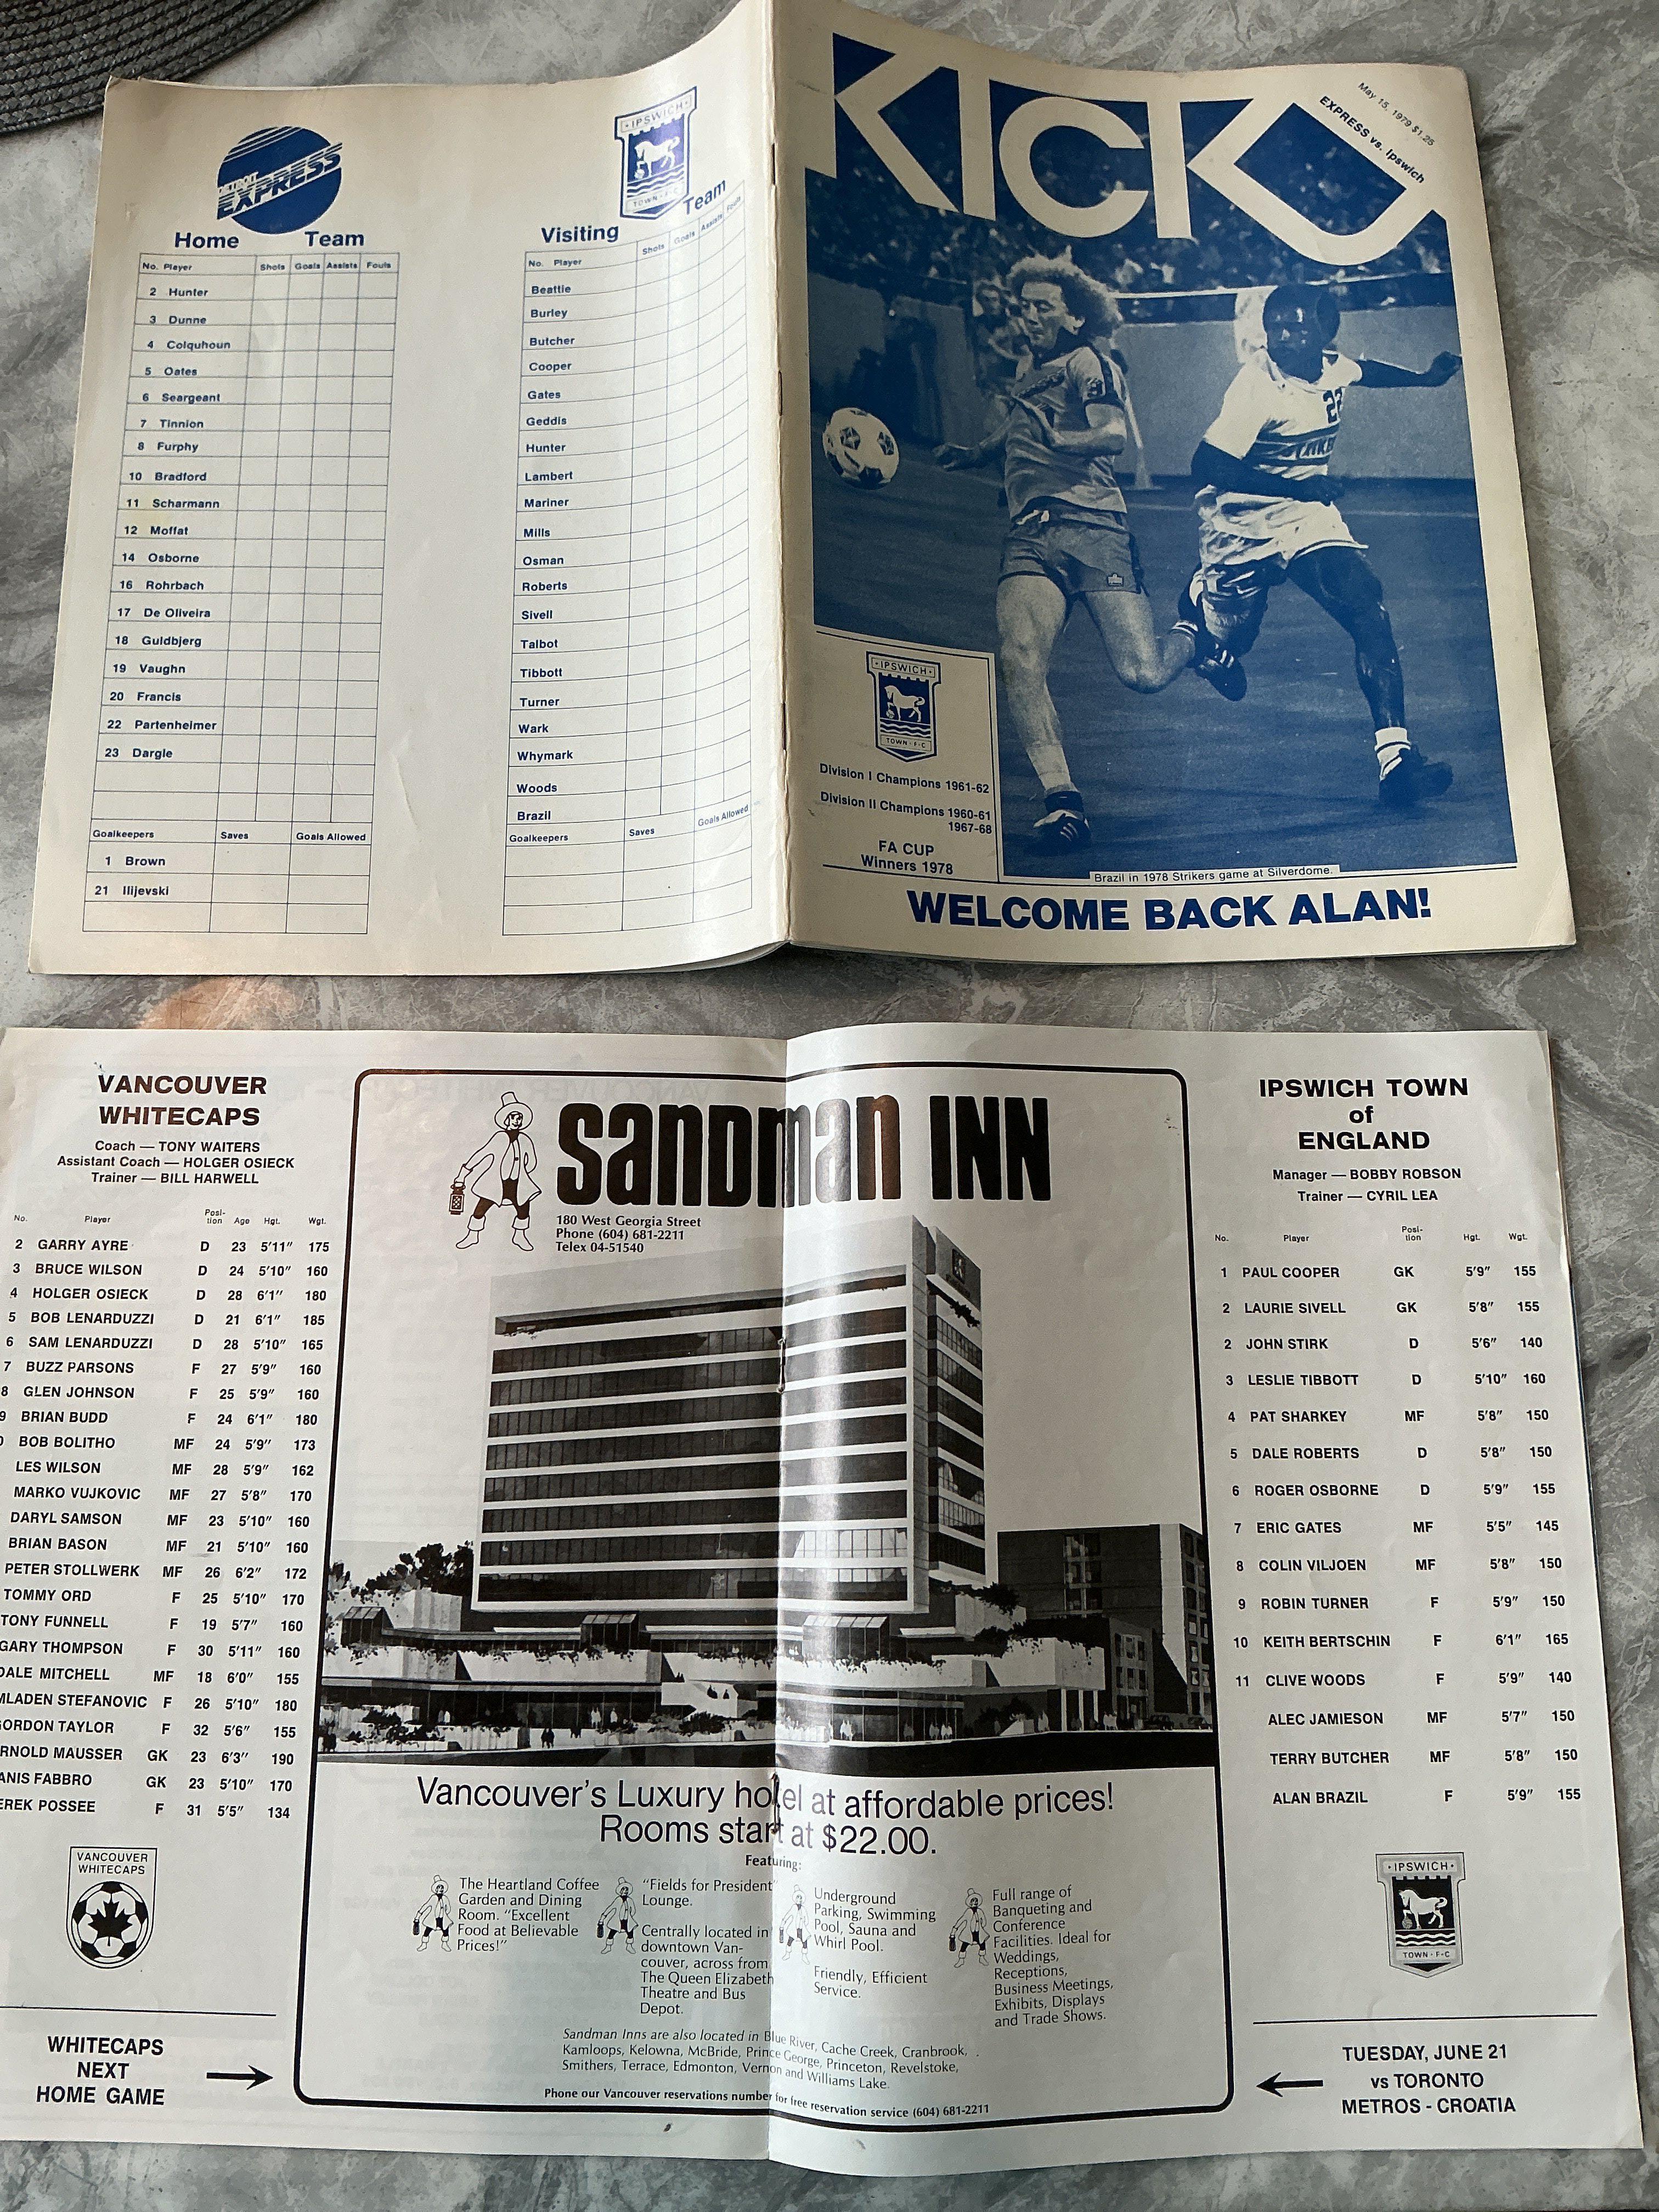 DETROIT
EXPRESS
Home Team
No. Player Shots Goals Assists Fouls
2 Hunter
3 Dunne
4 Colquhoun
5 Oates
6 Seargeant
7 Tinnion
8 Furphy
10 Bradford
11 Scharmann
12 Moffat
14 Osborne
16 Rohrbach
17 De Oliveira
18 Guldbjerg
19 Vaughn
20 Francis
22 Partenheimer
23 Dargle
Goalkeepers Saves Goals Allowed
1 Brown
21 Ilijevski
IPSWICH
TOWN·F·C
Visiting Team
No. Player Shots Goals Assists Fouls
Beattie
Burley
Butcher
Cooper
Gates
Geddis
Hunter
Lambert
Mariner
Mills
Osman
Roberts
Sivell
Talbot
Tibbott
Turner
Wark
Whymark
Woods
Brazil
Goalkeepers Saves Goals Allowed
KICK
May 15, 1979 $1.25
EXPRESS vs. Ipswich
22
IPSWICH
TOWN·F·C
Division I Champions 1961-62
Division II Champions 1960-61
1967-68
FA CUP
Winners 1978
Brazil in 1978 Strikers game at Silverdome.
WELCOME BACK ALAN!
VANCOUVER
WHITECAPS
Coach — TONY WAITERS
Assistant Coach — HOLGER OSIECK
Trainer — BILL HARWELL
No. Player Posi-tion Age Hgt. Wgt.
2 GARRY AYRE D 23 5'11" 175
3 BRUCE WILSON D 24 5'10" 160
4 HOLGER OSIECK D 28 6'1" 180
5 BOB LENARDUZZI D 21 6'1" 185
6 SAM LENARDUZZI D 28 5'10" 165
7 BUZZ PARSONS F 27 5'9" 160
8 GLEN JOHNSON F 25 5'9" 160
9 BRIAN BUDD F 24 6'1" 180
0 BOB BOLITHO MF 24 5'9" 173
LES WILSON MF 28 5'9" 162
MARKO VUJKOVIC MF 27 5'8" 170
DARYL SAMSON MF 23 5'10" 160
BRIAN BASON MF 21 5'10" 160
PETER STOLLWERK MF 26 6'2" 172
TOMMY ORD F 25 5'10" 170
TONY FUNNELL F 19 5'7" 160
GARY THOMPSON F 30 5'11" 160
DALE MITCHELL MF 18 6'0" 155
MLADEN STEFANOVIC F 26 5'10" 180
GORDON TAYLOR F 32 5'6" 155
RNOLD MAUSSER GK 23 6'3" 190
ANIS FABBRO GK 23 5'10" 170
EREK POSSEE F 31 5'5" 134
VANCOUVER
WHITECAPS
WHITECAPS
NEXT
HOME GAME
SANDMAN INN
180 West Georgia Street
Phone (604) 681-2211
Telex 04-51540
Vancouver's Luxury hotel at affordable prices!
Rooms start at $22.00.
Featuring:
The Heartland Coffee
Garden and Dining
Room. "Excellent
Food at Believable
Prices!"
"Fields for President"
Lounge.
Centrally located in
downtown Van-
couver, across from
The Queen Elizabeth
Theatre and Bus
Depot.
Underground
Parking, Swimming
Pool, Sauna and
Whirl Pool.
Friendly, Efficient
Service.
Full range of
Banqueting and
Conference
Facilities. Ideal for
Weddings,
Receptions,
Business Meetings,
Exhibits, Displays
and Trade Shows.
Sandman Inns are also located in Blue River, Cache Creek, Cranbrook,
Kamloops, Kelowna, McBride, Prince George, Princeton, Revelstoke,
Smithers, Terrace, Edmonton, Vernon and Williams Lake.
Phone our Vancouver reservations number for free reservation service (604) 681-2211
IPSWICH TOWN
of
ENGLAND
Manager — BOBBY ROBSON
Trainer — CYRIL LEA
No. Player Posi-tion Hgt. Wgt.
1 PAUL COOPER GK 5'9" 155
2 LAURIE SIVELL GK 5'8" 155
2 JOHN STIRK D 5'6" 140
3 LESLIE TIBBOTT D 5'10" 160
4 PAT SHARKEY MF 5'8" 150
5 DALE ROBERTS D 5'8" 150
6 ROGER OSBORNE D 5'9" 155
7 ERIC GATES MF 5'5" 145
8 COLIN VILJOEN MF 5'8" 150
9 ROBIN TURNER F 5'9" 150
10 KEITH BERTSCHIN F 6'1" 165
11 CLIVE WOODS F 5'9" 140
ALEC JAMIESON MF 5'7" 150
TERRY BUTCHER MF 5'8" 150
ALAN BRAZIL F 5'9" 155
IPSWICH
TOWN·F·C
TUESDAY, JUNE 21
vs TORONTO
METROS - CROATIA